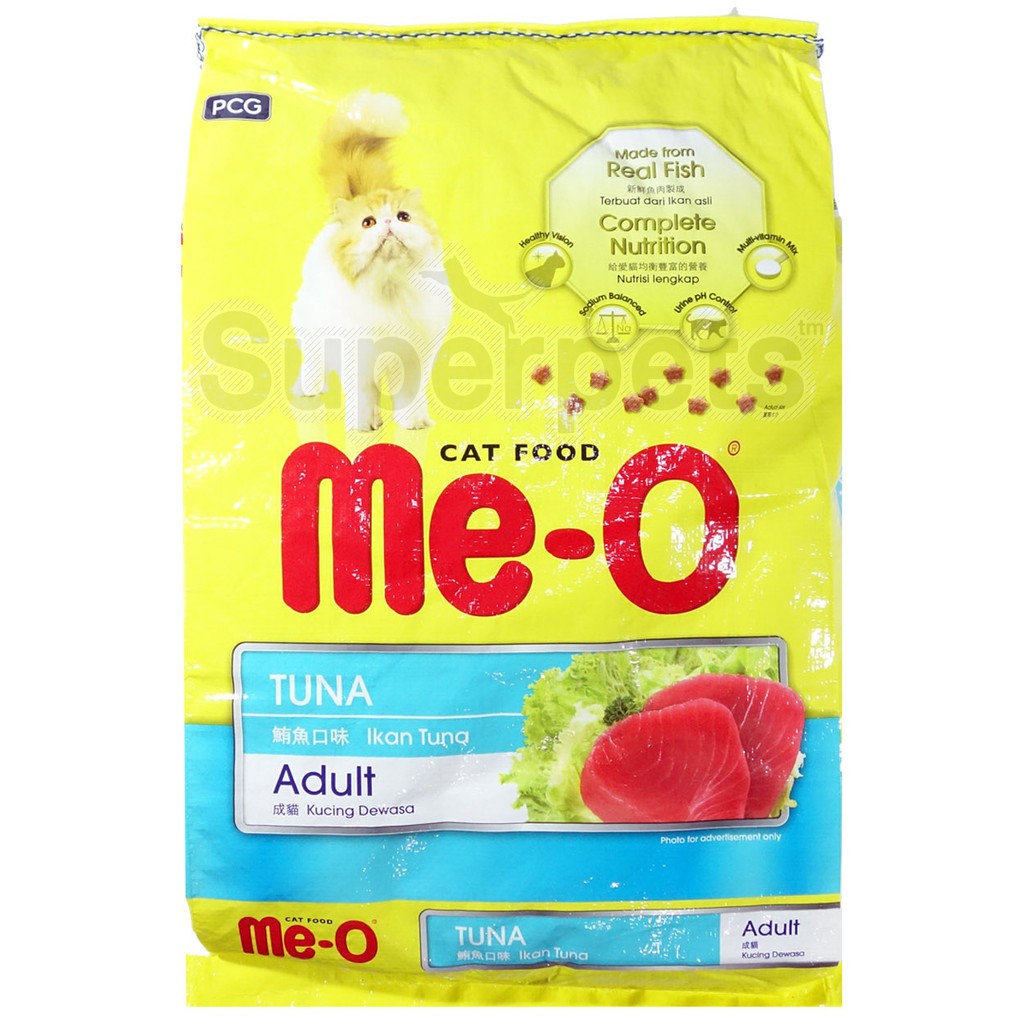 PCG
Made from
Real Fish
新鮮魚肉製成
Terbuat dari Ikan asli
Complete
Nutrition
給愛貓均衡豐富的營養
Nutrisi lengkap
Healthy Vision
Multi-vitamin Mix
Sodium Balanced
Urine pH Control
Na
Superpets™
CAT FOOD
Me-O®
TUNA
鮪魚口味 Ikan Tuna
Adult
成貓 Kucing Dewasa
Photo for advertisement only
CAT FOOD
Me-O
TUNA
鮪魚口味 Ikan Tuna
Adult
成貓
Kucing Dewasa